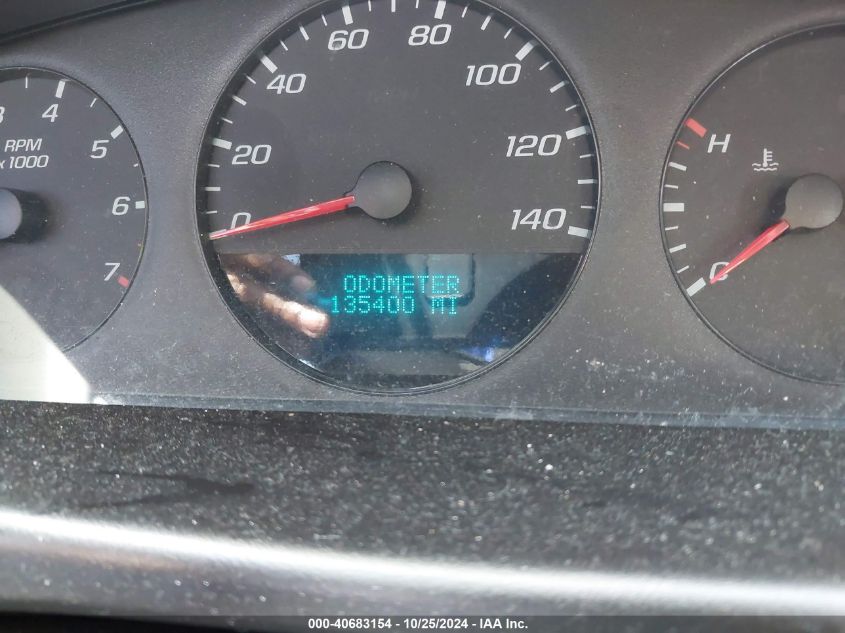 3 4 5 6 7
RPM
x1000
0 20 40 60 80 100 120 140
H
C
ODOMETER
135400 MI
000-40683154 • 10/25/2024 - IAA Inc.